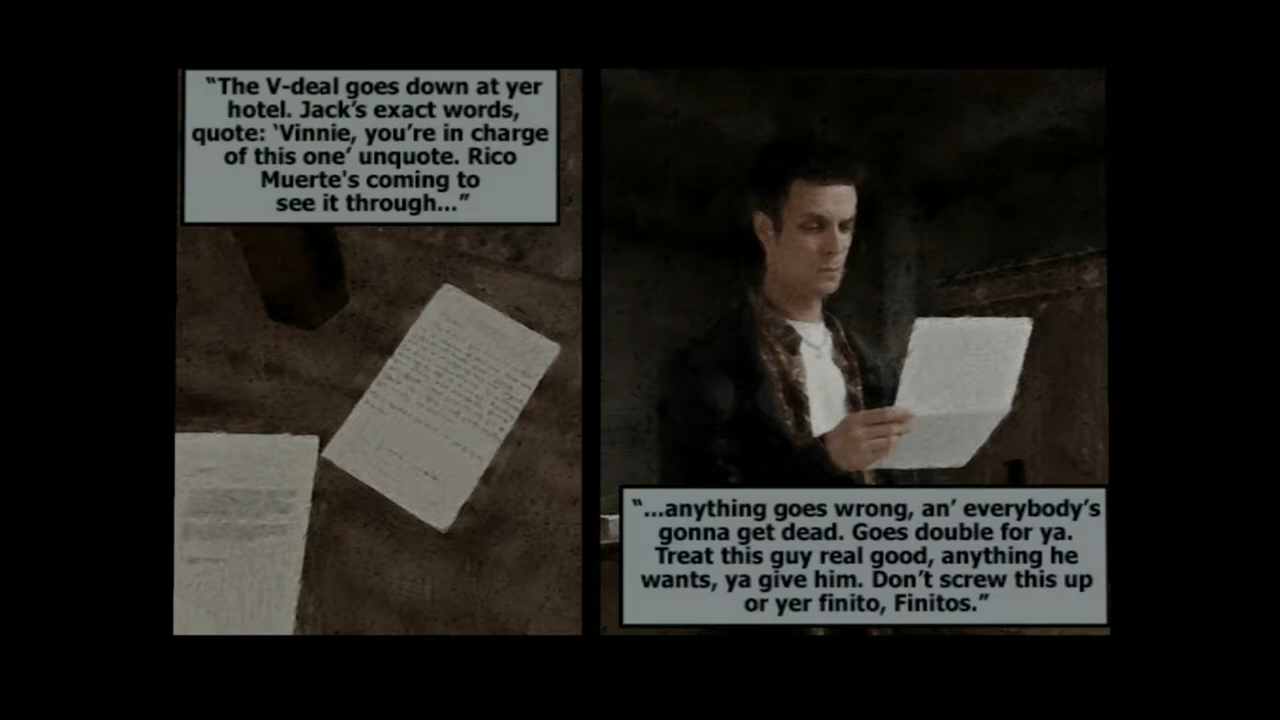 “The V-deal goes down at yer
hotel. Jack’s exact words,
quote: ‘Vinnie, you’re in charge
of this one’ unquote. Rico
Muerte's coming to
see it through...”
“...anything goes wrong, an’ everybody’s
gonna get dead. Goes double for ya.
Treat this guy real good, anything he
wants, ya give him. Don’t screw this up
or yer finito, Finitos.”